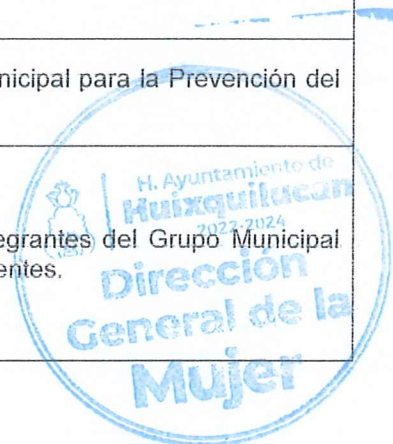 nicipal para la Prevención del
H. Ayuntamiento de
Huixquilucan
2022-2024
egrantes del Grupo Municipal
entes.
Dirección
General de la
Mujer